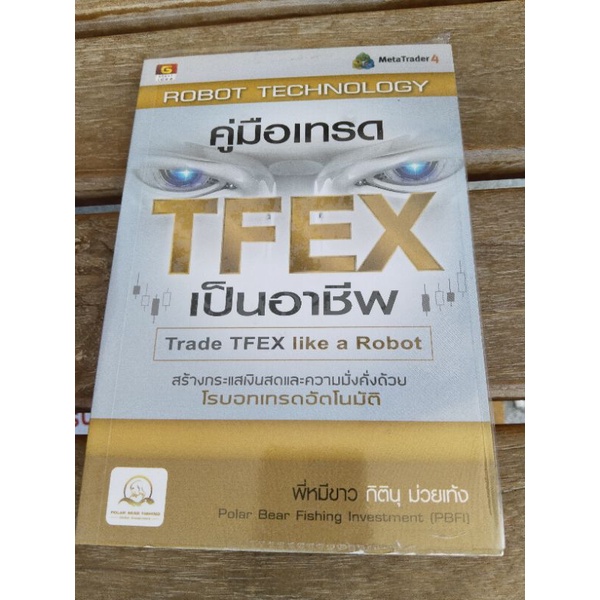 MetaTrader 4
ROBOT TECHNOLOGY
คู่มือเทรด
TFEX
เป็นอาชีพ
Trade TFEX like a Robot
สร้างกระแสเงินสดและความมั่งคั่งด้วย
โรบอทเทรดอัตโนมัติ
พี่หมีขาว กิตินุ ม่วยเท้ง
Polar Bear Fishing Investment (PBFI)